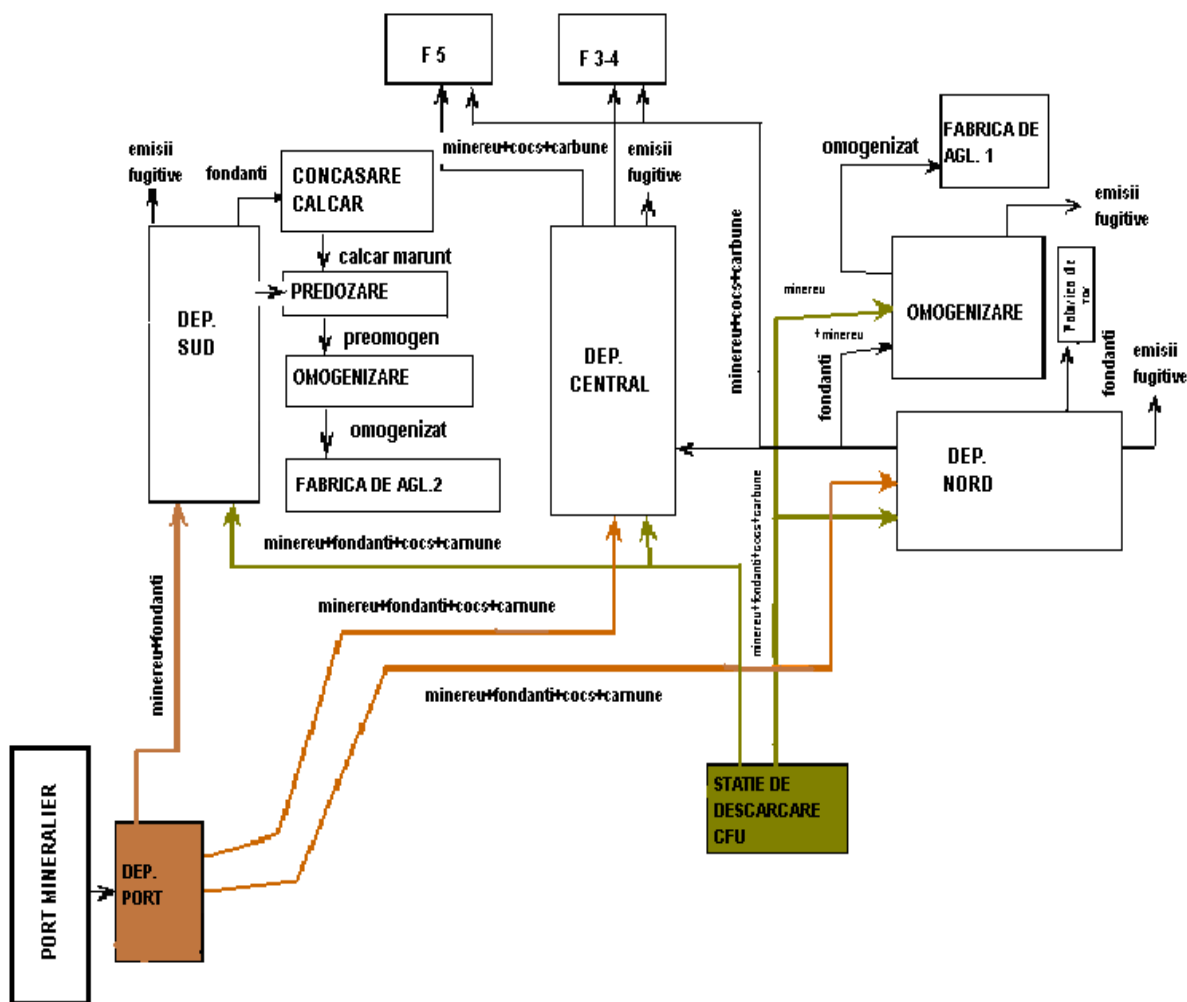 F 5
F 3-4
minereu+cocs+carbune
emisii
fugitive
fondanti
CONCASARE
CALCAR
emisii
fugitive
omogenizat
FABRICA DE
AGL. 1
emisii
fugitive
calcar marunt
PREDOZARE
DEP.
SUD
preomogen
OMOGENIZARE
omogenizat
FABRICA DE AGL.2
DEP.
CENTRAL
minereu+cocs+carbune
minereu
OMOGENIZARE
+minereu
fondanti
Fabrica de
fondanti
emisii
fugitive
DEP.
NORD
minereu+fondanti+cocs+carnune
minereu+fondanti+cocs+carbune
minereu+fondanti
minereu+fondanti+cocs+carnune
minereu+fondanti+cocs+carnune
STATIE DE
DESCARCARE
CFU
PORT MINERALIER
DEP.
PORT